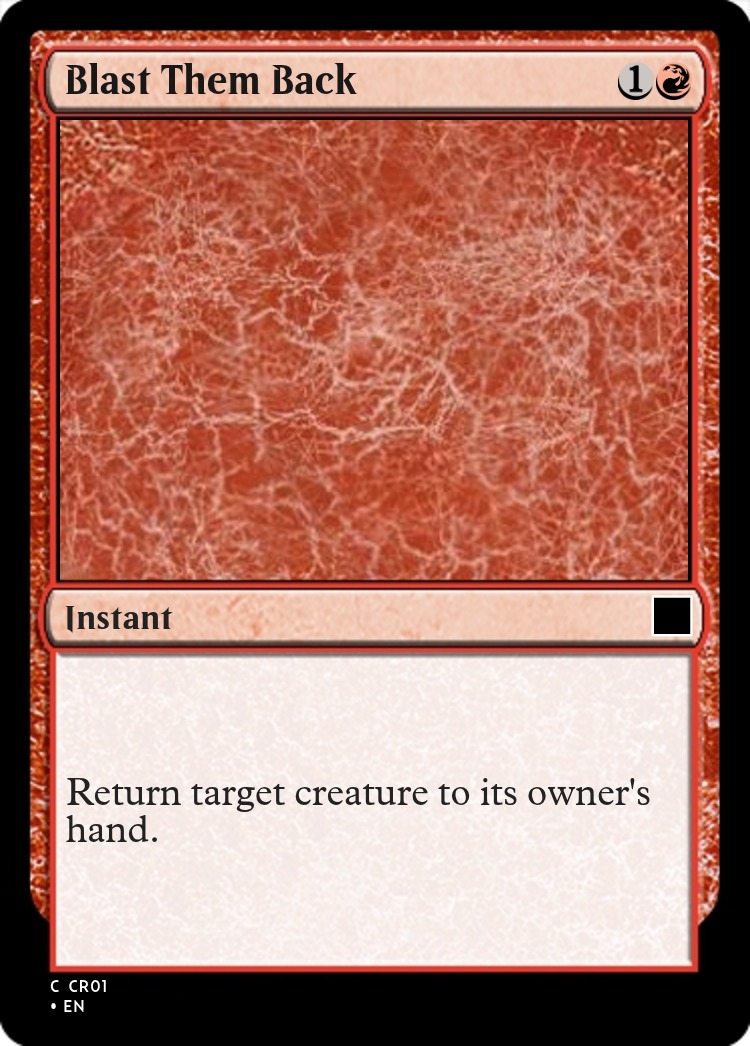 Blast Them Back 1
Instant
Return target creature to its owner's
hand.
C CR01
• EN